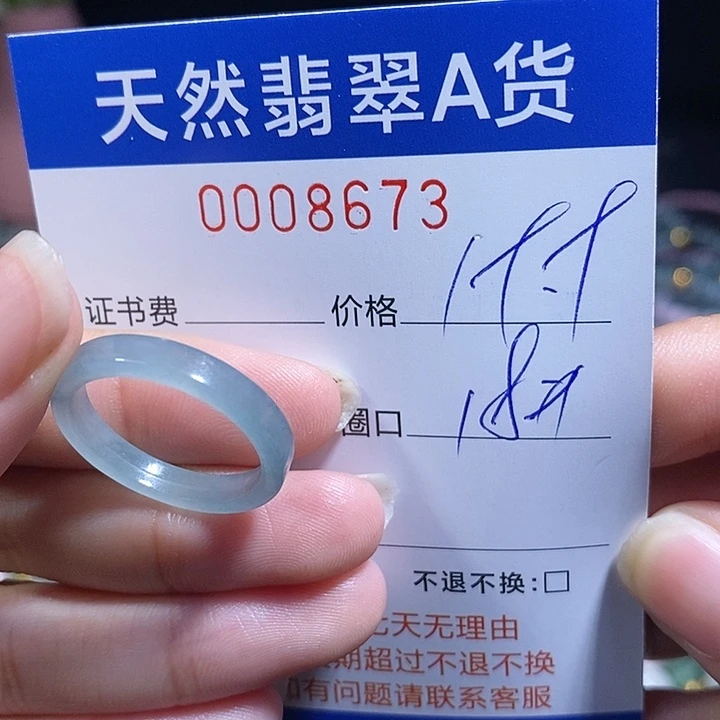 天然翡翠A货
0008673
证书费 价格
圈口 18#
不退不换:□
七天无理由
期超过不退不换
有问题请联系客服